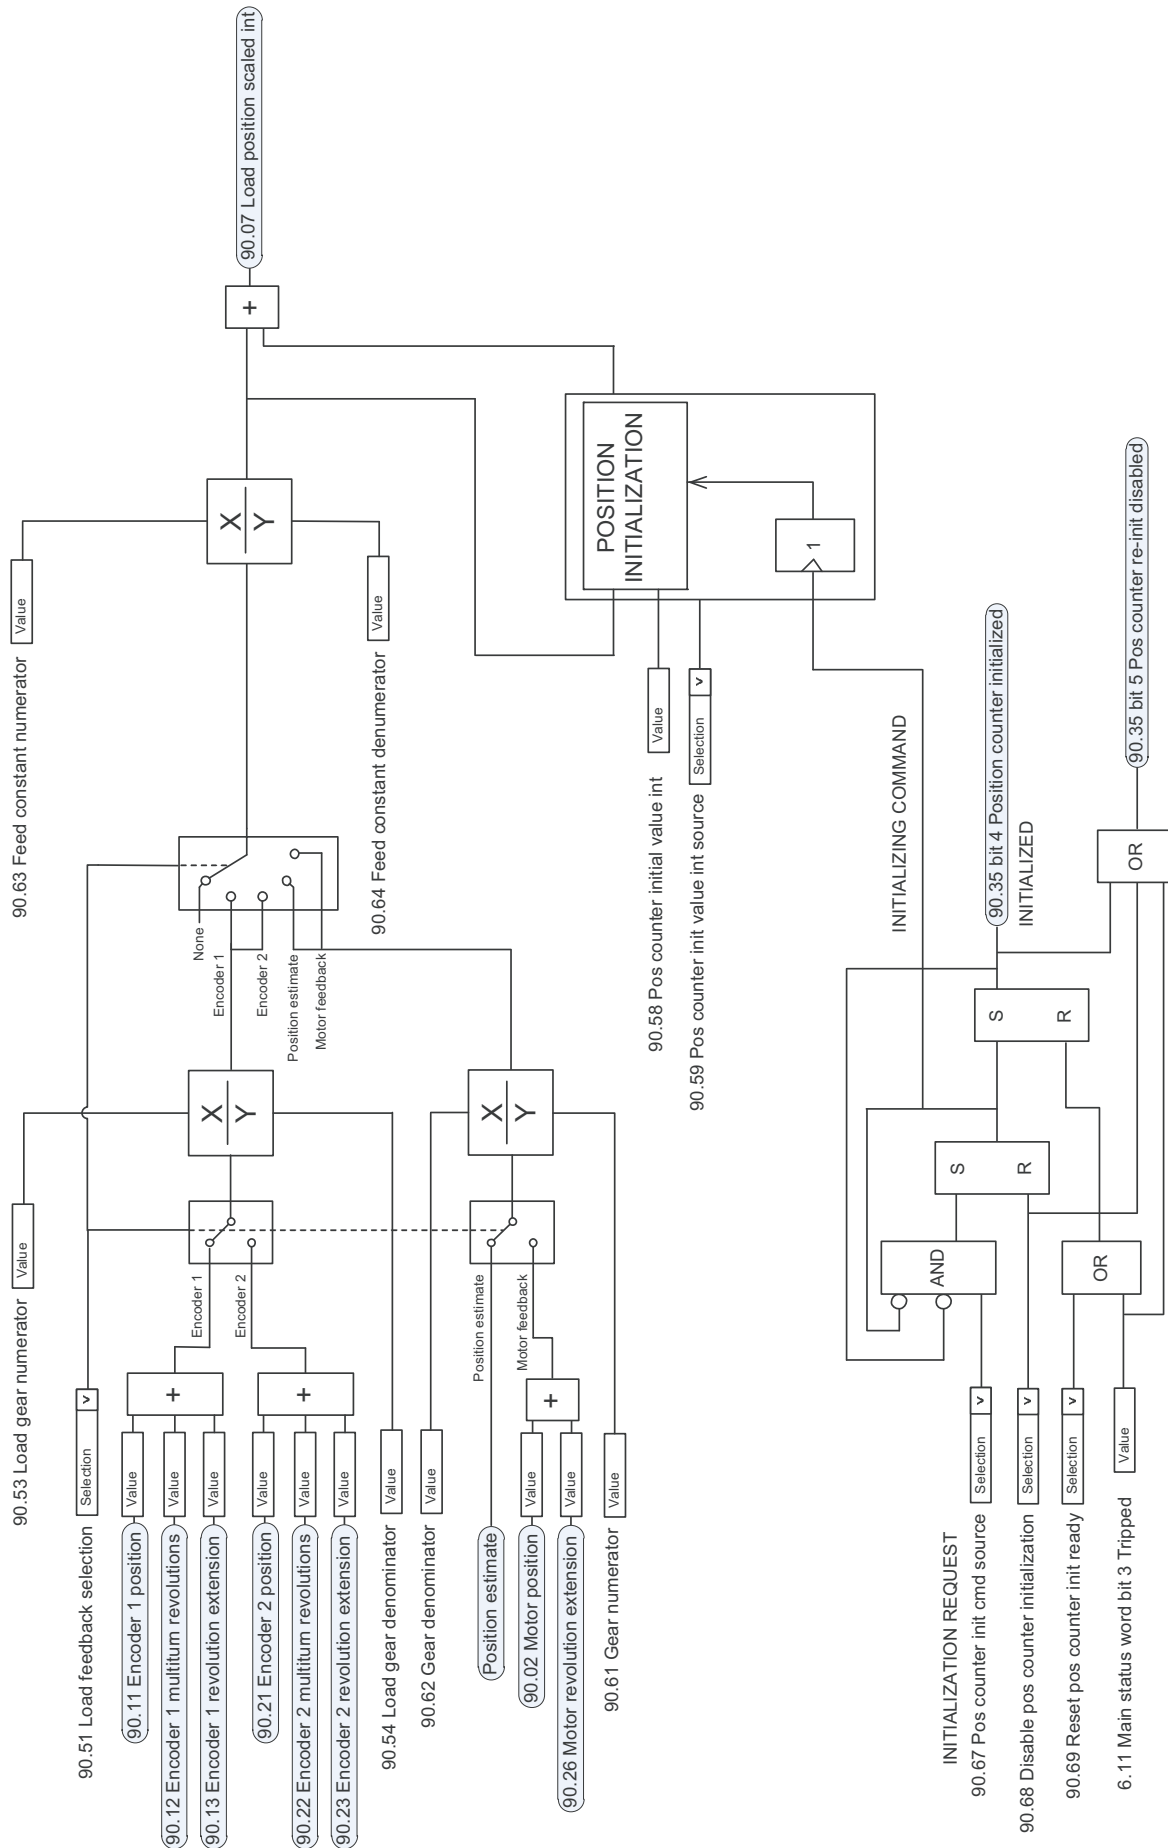 90.53 Load gear numerator
Value
90.63 Feed constant numerator
Value
90.51 Load feedback selection
Selection
v
90.11 Encoder 1 position
Value
90.12 Encoder 1 multitum revolutions
Value
90.13 Encoder 1 revolution extension
Value
+
Encoder 1
90.21 Encoder 2 position
Value
90.22 Encoder 2 multitum revolutions
Value
90.23 Encoder 2 revolution extension
Value
+
Encoder 2
X
Y
None
Encoder 1
Encoder 2
Position estimate
Motor feedback
X
Y
+
90.07 Load position scaled int
90.54 Load gear denominator
Value
90.64 Feed constant denumerator
Value
90.62 Gear denominator
Value
Position estimate
Position estimate
90.02 Motor position
Value
90.26 Motor revolution extension
Value
+
Motor feedback
X
Y
90.61 Gear numerator
Value
90.58 Pos counter initial value int
Value
90.59 Pos counter init value int source
Selection
v
POSITION
INITIALIZATION
1
INITIALIZING COMMAND
INITIALIZATION REQUEST
90.67 Pos counter init cmd source
Selection
v
AND
90.68 Disable pos counter initialization
Selection
v
S
R
90.69 Reset pos counter init ready
Selection
v
6.11 Main status word bit 3 Tripped
Value
OR
S
R
90.35 bit 4 Position counter initialized
INITIALIZED
OR
90.35 bit 5 Pos counter re-init disabled